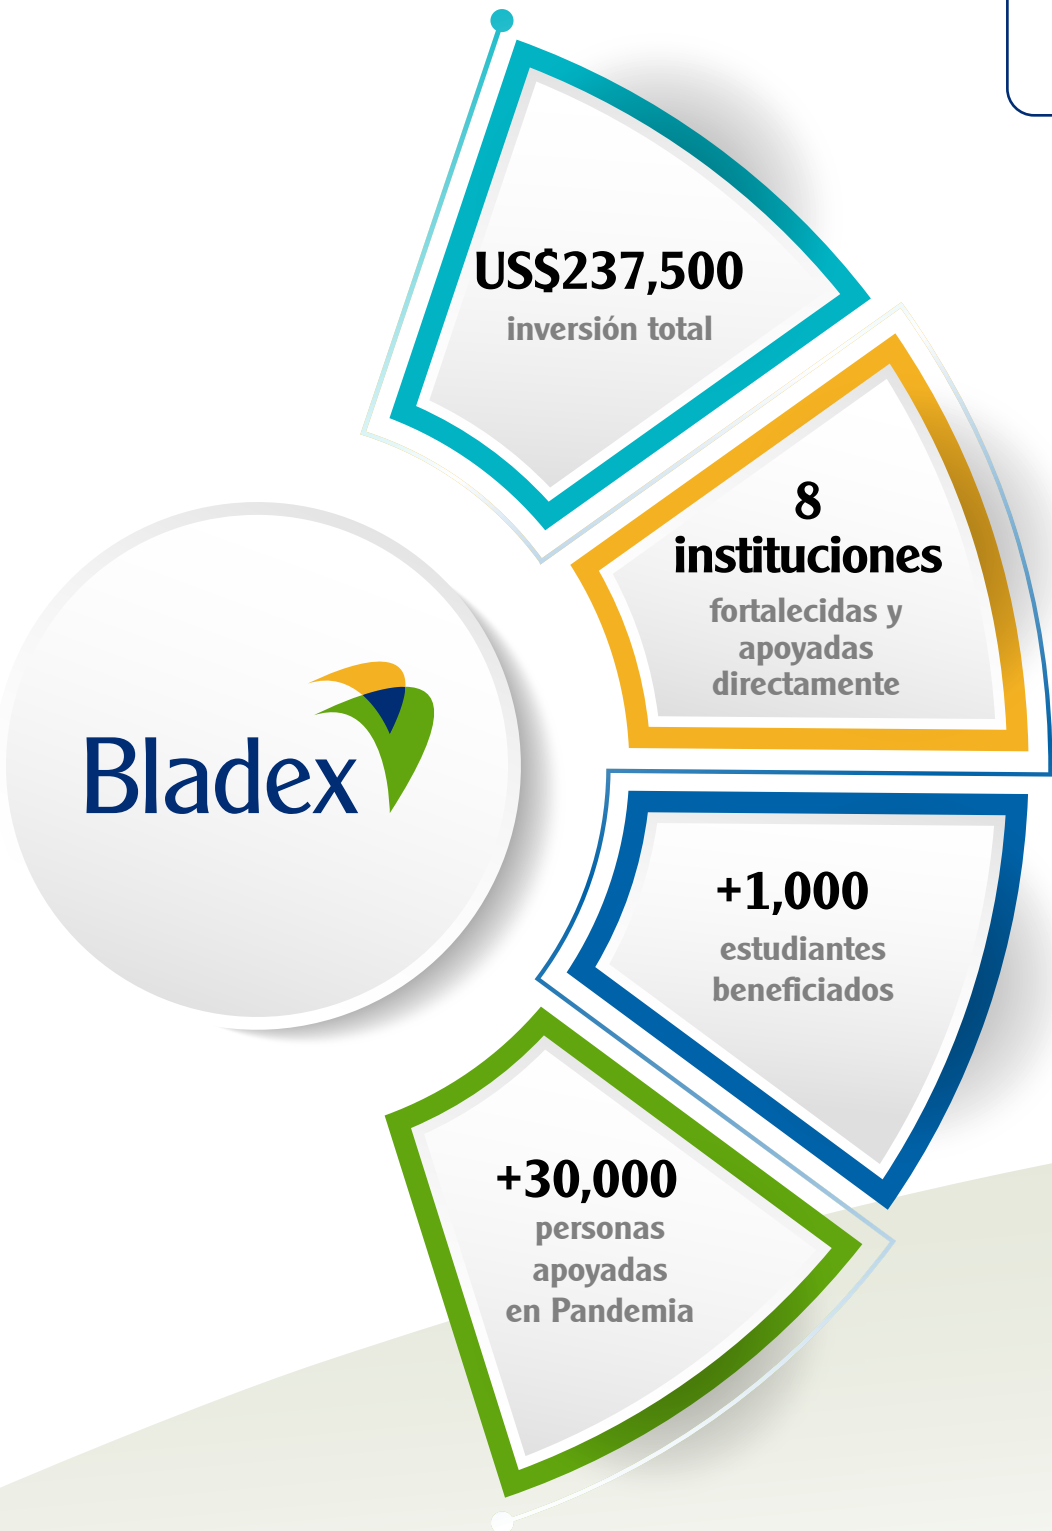 US$237,500
inversión total
8
instituciones
fortalecidas y
apoyadas
directamente
Bladex
+1,000
estudiantes
beneficiados
+30,000
personas
apoyadas
en Pandemia